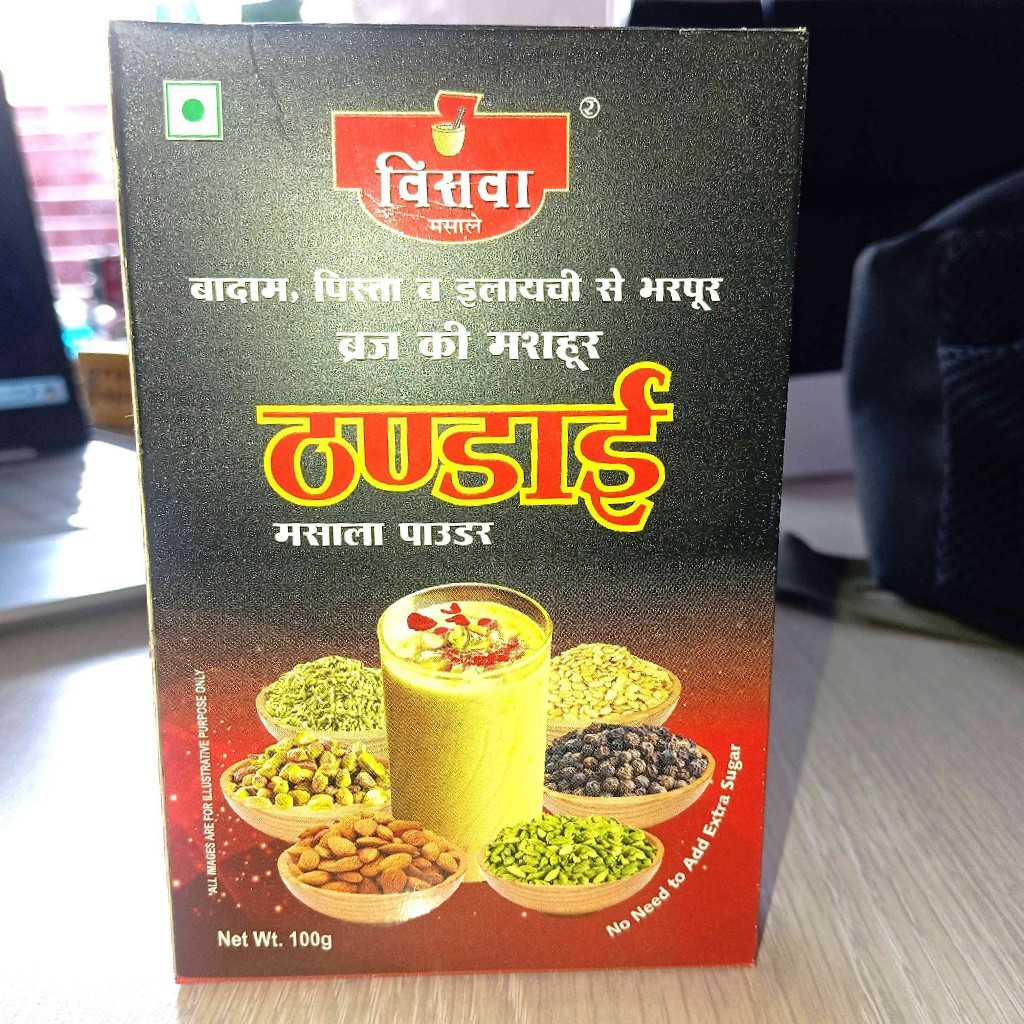 ®
विसवा
मसाले
बादाम, पिस्ता व इलायची से भरपूर
ब्रज की मशहूर
ठण्डाई
मसाला पाउडर
*ALL IMAGES ARE FOR ILLUSTRATIVE PURPOSE ONLY
No Need to Add Extra Sugar
Net Wt. 100g